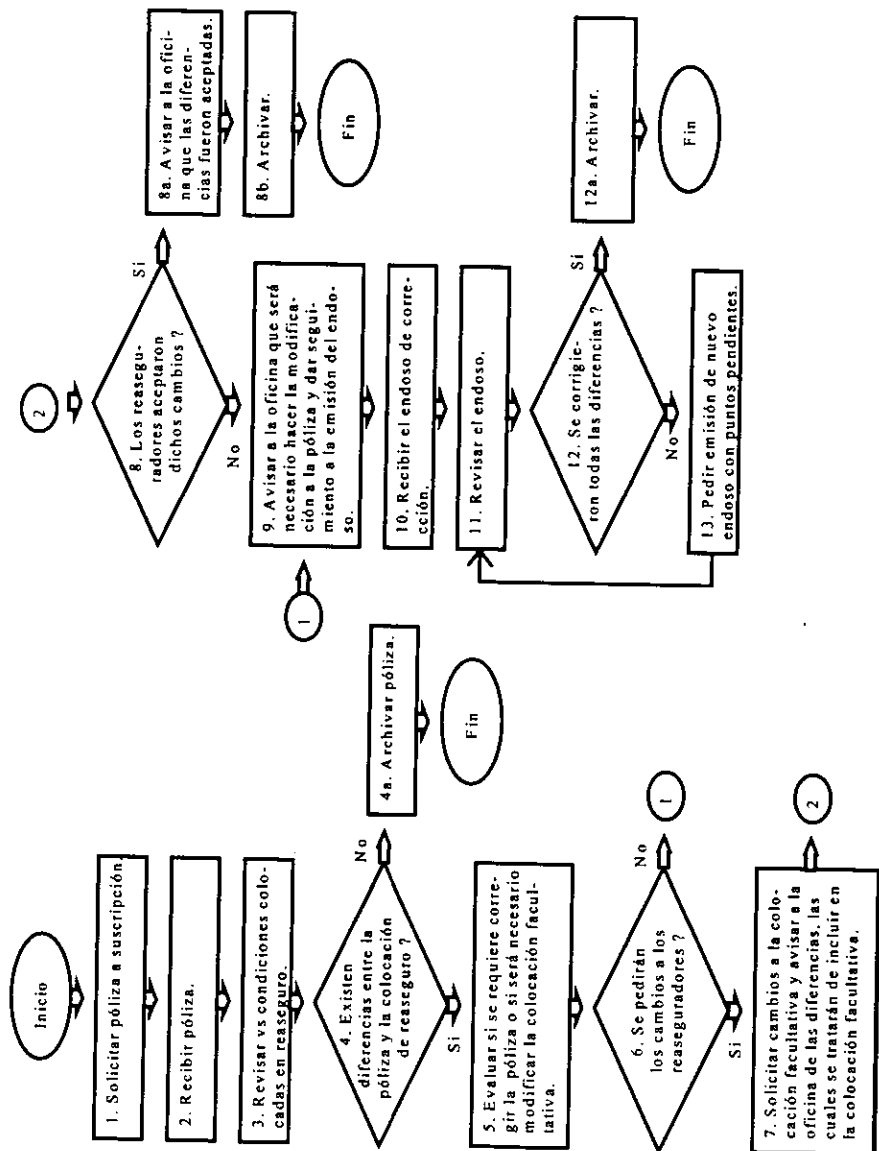 Inicio
1. Solicitar póliza a suscripción.
2. Recibir póliza.
3. Revisar vs condiciones colo-
cadas en reaseguro.
4. Existen
diferencias entre la
póliza y la colocación
de reaseguro ?
No
4a. Archivar póliza.
Fin
Si
5. Evaluar si se requiere corre-
gir la póliza o si será necesario
modificar la colocación facul-
tativa.
6. Se pedirán
los cambios a los
reaseguradores ?
No
1
Si
7. Solicitar cambios a la colo-
cación facultativa y avisar a la
oficina de las diferencias, las
cuales se tratarán de incluir en
la colocación facultativa.
2
2
8. Los reasegu-
radores aceptaron
dichos cambios ?
Si
8a. Avisar a la ofici-
na que las diferen-
cias fueron aceptadas.
8b. Archivar.
Fin
No
1
9. Avisar a la oficina que será
necesario hacer la modifica-
ción a la póliza y dar segui-
miento a la emisión del endo-
so.
10. Recibir el endoso de corre-
cción.
11. Revisar el endoso.
12. Se corrigie-
ron todas las diferencias ?
Si
12a. Archivar.
Fin
No
13. Pedir emisión de nuevo
endoso con puntos pendientes.